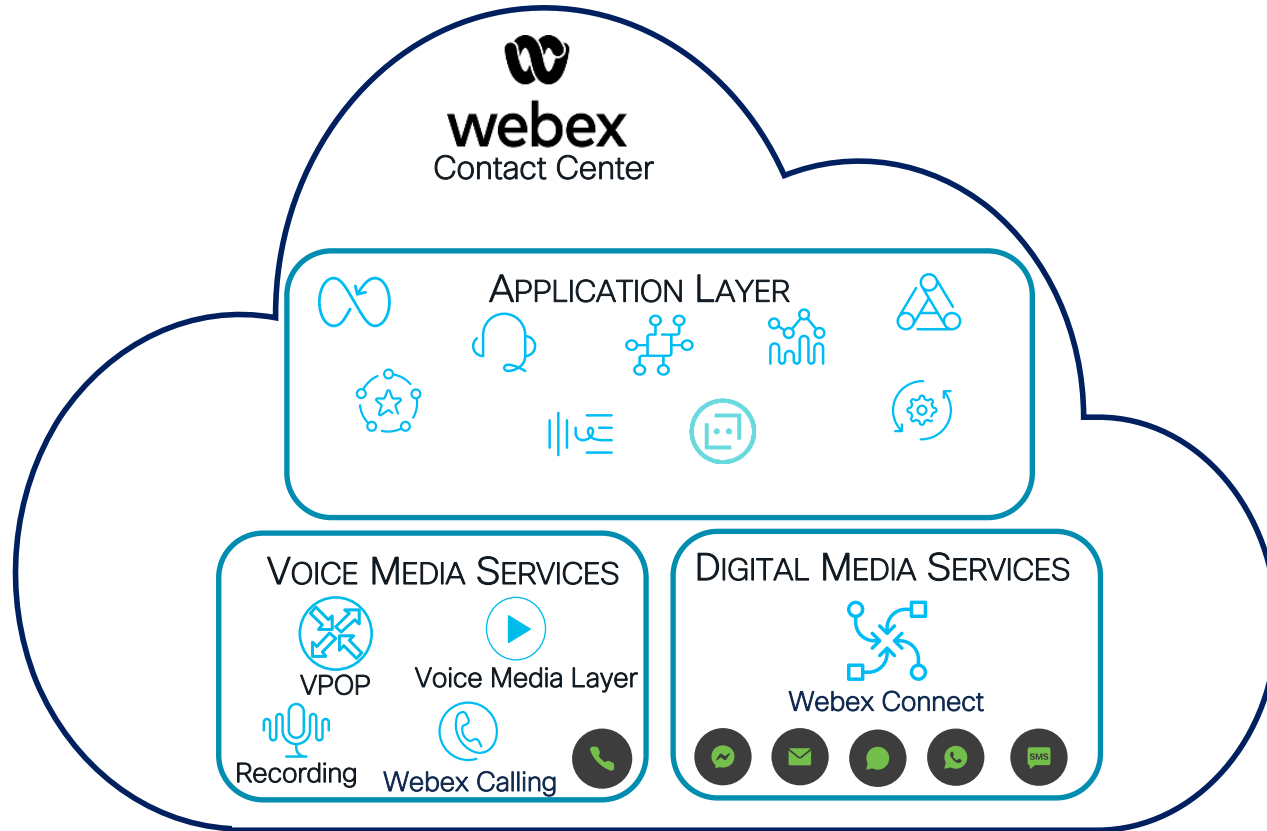 webex
Contact Center
APPLICATION LAYER
VOICE MEDIA SERVICES
VPOP
Voice Media Layer
Recording
Webex Calling
DIGITAL MEDIA SERVICES
Webex Connect
SMS